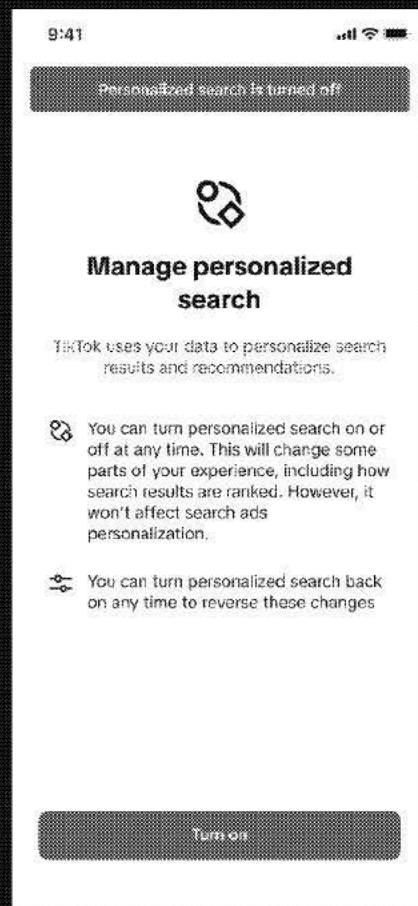 9:41
Personalized search is turned off
Manage personalized
search
TikTok uses your data to personalize search
results and recommendations.
You can turn personalized search on or
off at any time. This will change some
parts of your experience, including how
search results are ranked. However, it
won't affect search ads
personalization.
You can turn personalized search back
on any time to reverse these changes
Turn on